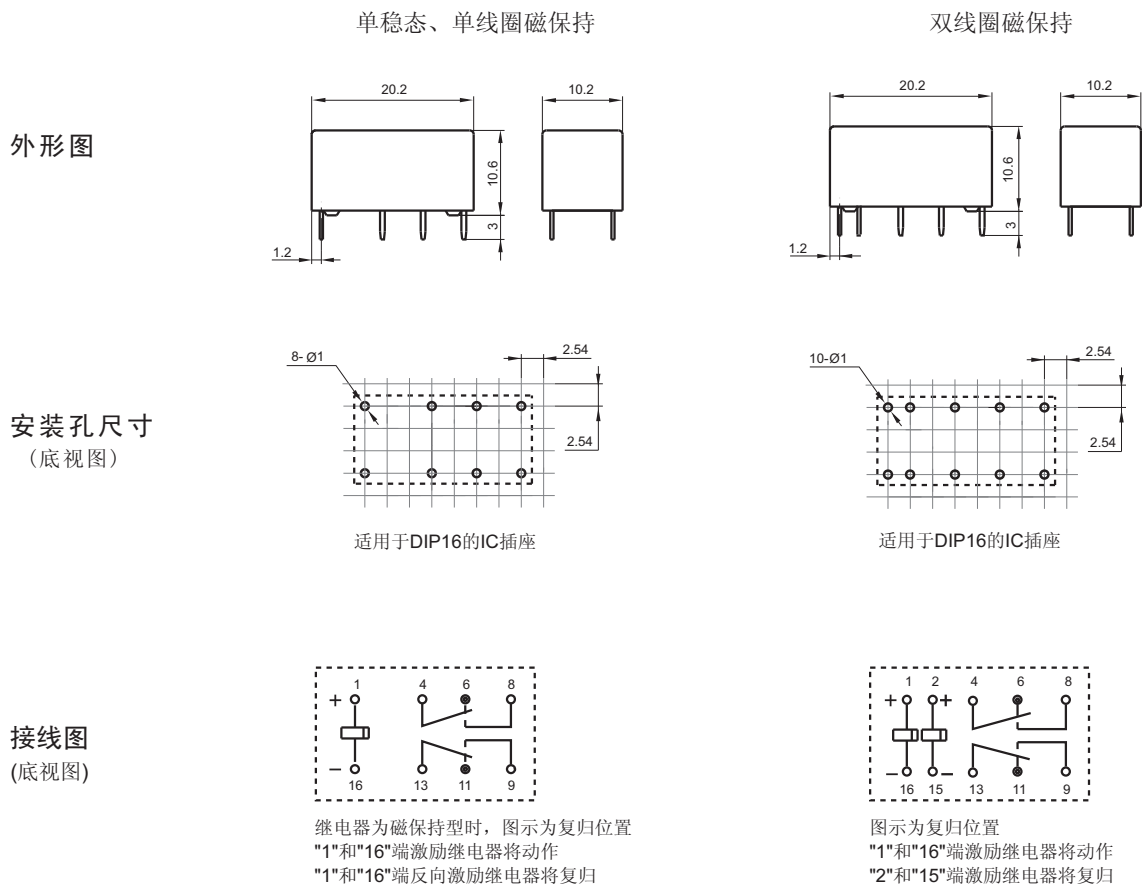 单稳态、单线圈磁保持
双线圈磁保持
外形图
20.2
10.2
10.6
3
1.2
20.2
10.2
10.6
3
1.2
安装孔尺寸
（底视图）
8- Ø1
2.54
2.54
适用于DIP16的IC插座
10-Ø1
2.54
2.54
适用于DIP16的IC插座
接线图
(底视图)
1 4 6 8
+
−
16 13 11 9
继电器为磁保持型时，图示为复归位置
"1"和"16"端激励继电器将动作
"1"和"16"端反向激励继电器将复归
1 2 4 6 8
+ +
− −
16 15 13 11 9
图示为复归位置
"1"和"16"端激励继电器将动作
"2"和"15"端激励继电器将复归